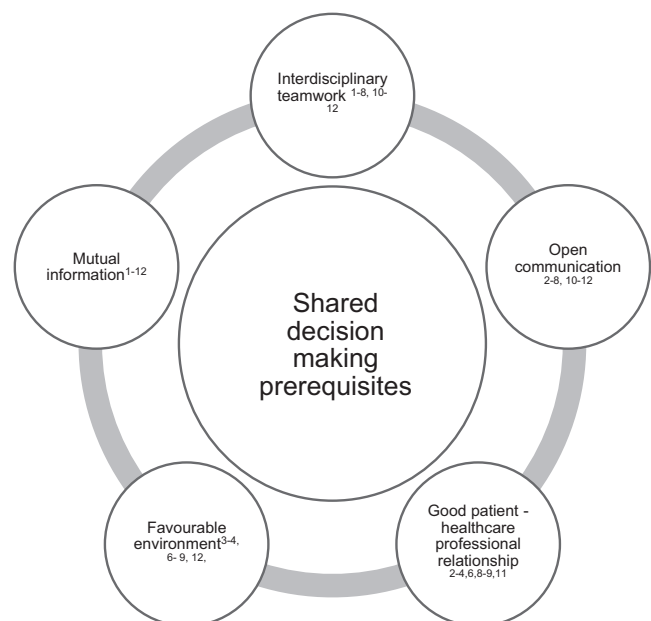 Interdisciplinary
teamwork 1-8, 10-
12
Open
communication
2-8, 10-12
Mutual
information1-12
Shared
decision
making
prerequisites
Good patient -
healthcare
professional
relationship
2-4,6,8-9,11
Favourable
environment3-4,
6- 9, 12,